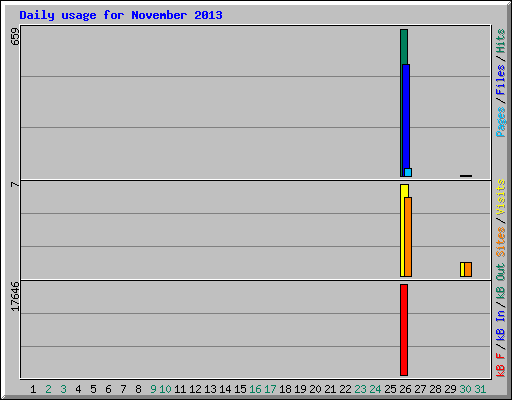 Daily usage for November 2013
659
7
17646
Pages / Files / Hits
Sites / Visits
kB F / kB In / kB Out
1 2 3 4 5 6 7 8 9 10 11 12 13 14 15 16 17 18 19 20 21 22 23 24 25 26 27 28 29 30 31